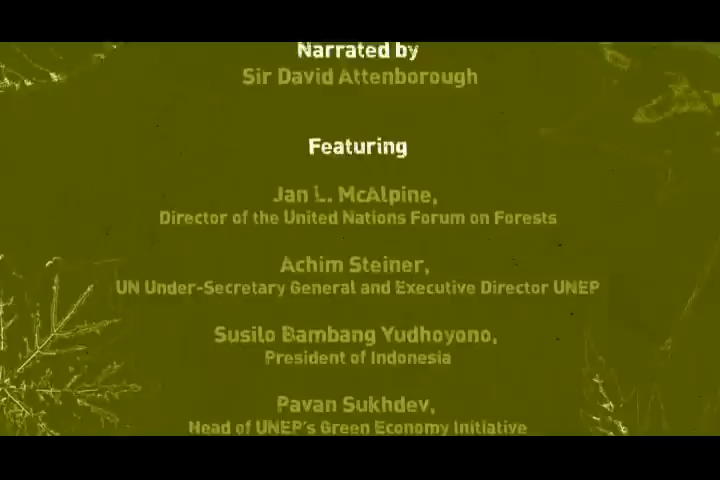 Narrated by
Sir David Attenborough
Featuring
Jan L. McAlpine,
Director of the United Nations Forum on Forests
Achim Steiner,
UN Under-Secretary General and Executive Director UNEP
Susilo Bambang Yudhoyono,
President of Indonesia
Pavan Sukhdev,
Head of UNEP's Green Economy Initiative